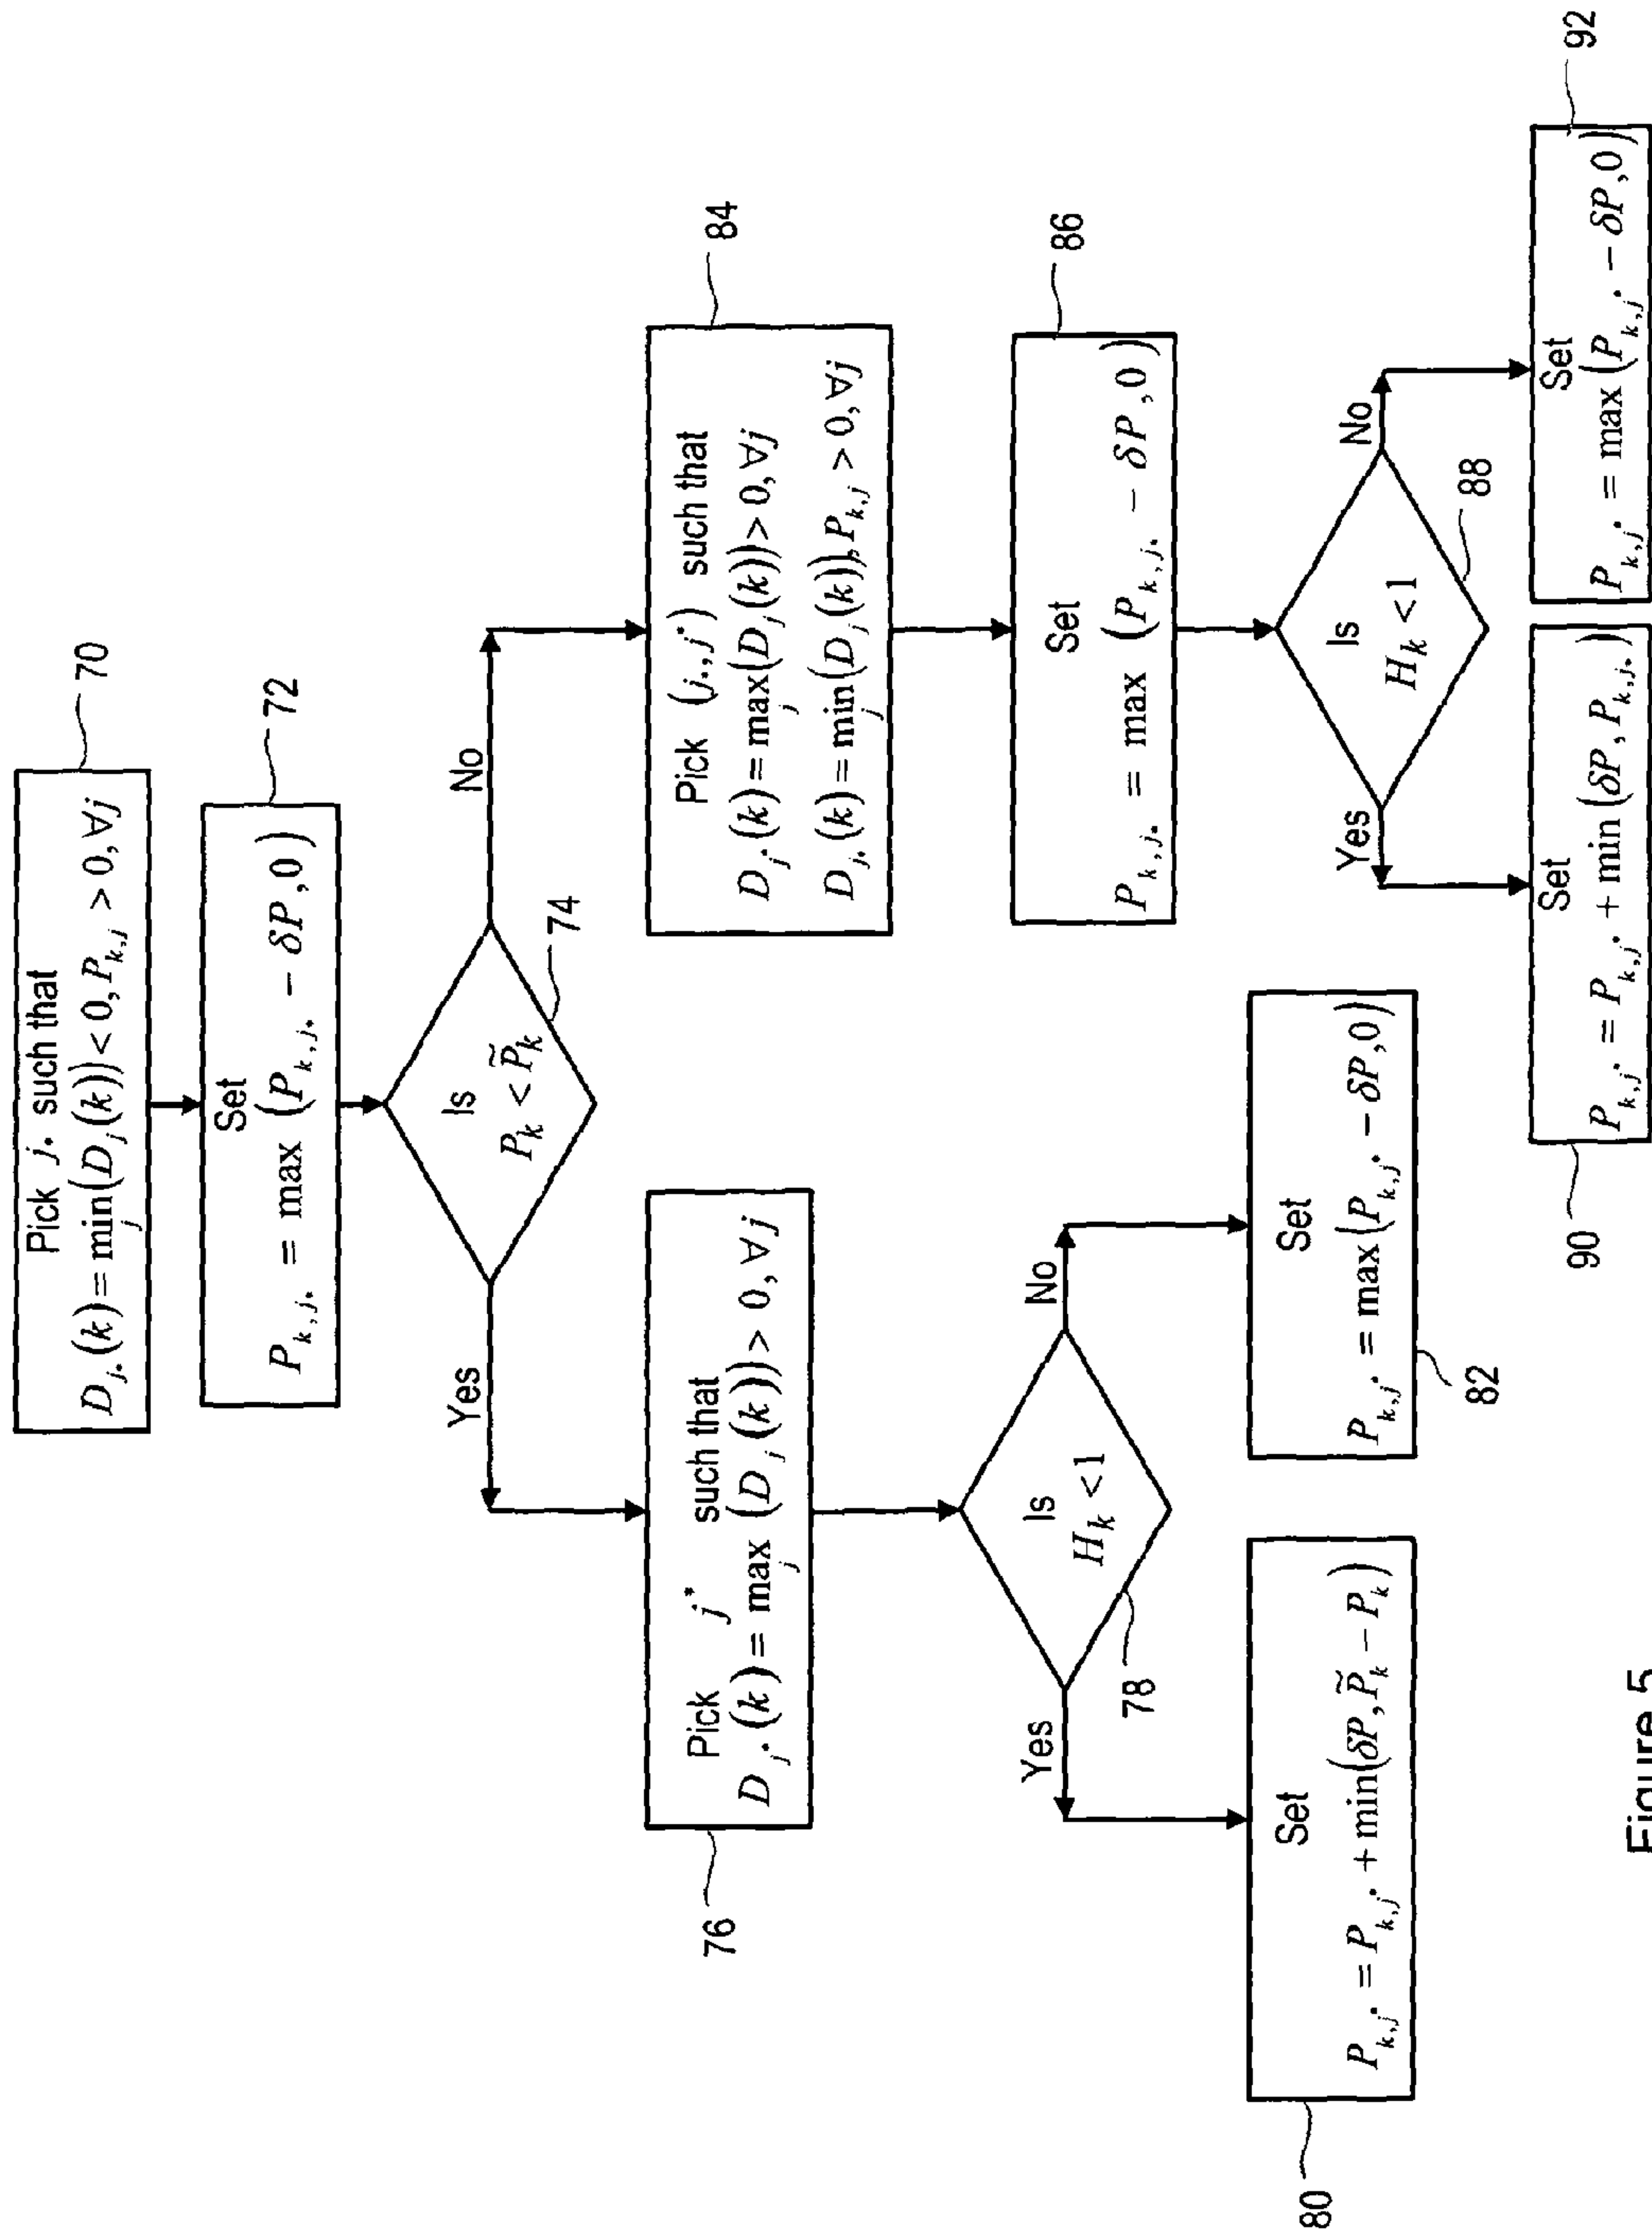 Pick j* such that
D_{j*}(k) = min_j(D_j(k)) < 0, P_{k,j} > 0, ∀j
70
Set
P_{k,j*} = max (P_{k,j*} − δP, 0)
72
Is
P_k < P̃_k
74
Yes
No
Pick j* such that
D_{j*}(k) = max_j (D_j(k)) > 0, ∀j
76
Pick (j*, j*) such that
D_{j*}(k) = max_j(D_j(k)) > 0, ∀j
D_{j*}(k) = min_j(D_j(k)), P_{k,j} > 0, ∀j
84
Set
P_{k,j*} = max (P_{k,j*} − δP, 0)
86
Is
H_k < 1
78
Yes
No
Is
H_k < 1
88
Yes
No
Set
P_{k,j*} = P_{k,j*} + min(δP, P̃_k − P_k)
80
Set
P_{k,j*} = max(P_{k,j*} − δP, 0)
82
Set
P_{k,j*} = P_{k,j*} + min (δP, P_{k,j*})
90
Set
P_{k,j*} = max (P_{k,j*} − δP, 0)
92
Figure 5